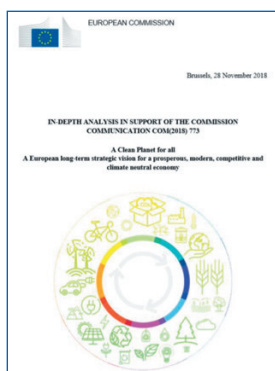 EUROPEAN COMMISSION
Brussels, 28 November 2018
IN-DEPTH ANALYSIS IN SUPPORT OF THE COMMISSION
COMMUNICATION COM(2018) 773
A Clean Planet for all
A European long-term strategic vision for a prosperous, modern, competitive and
climate neutral economy